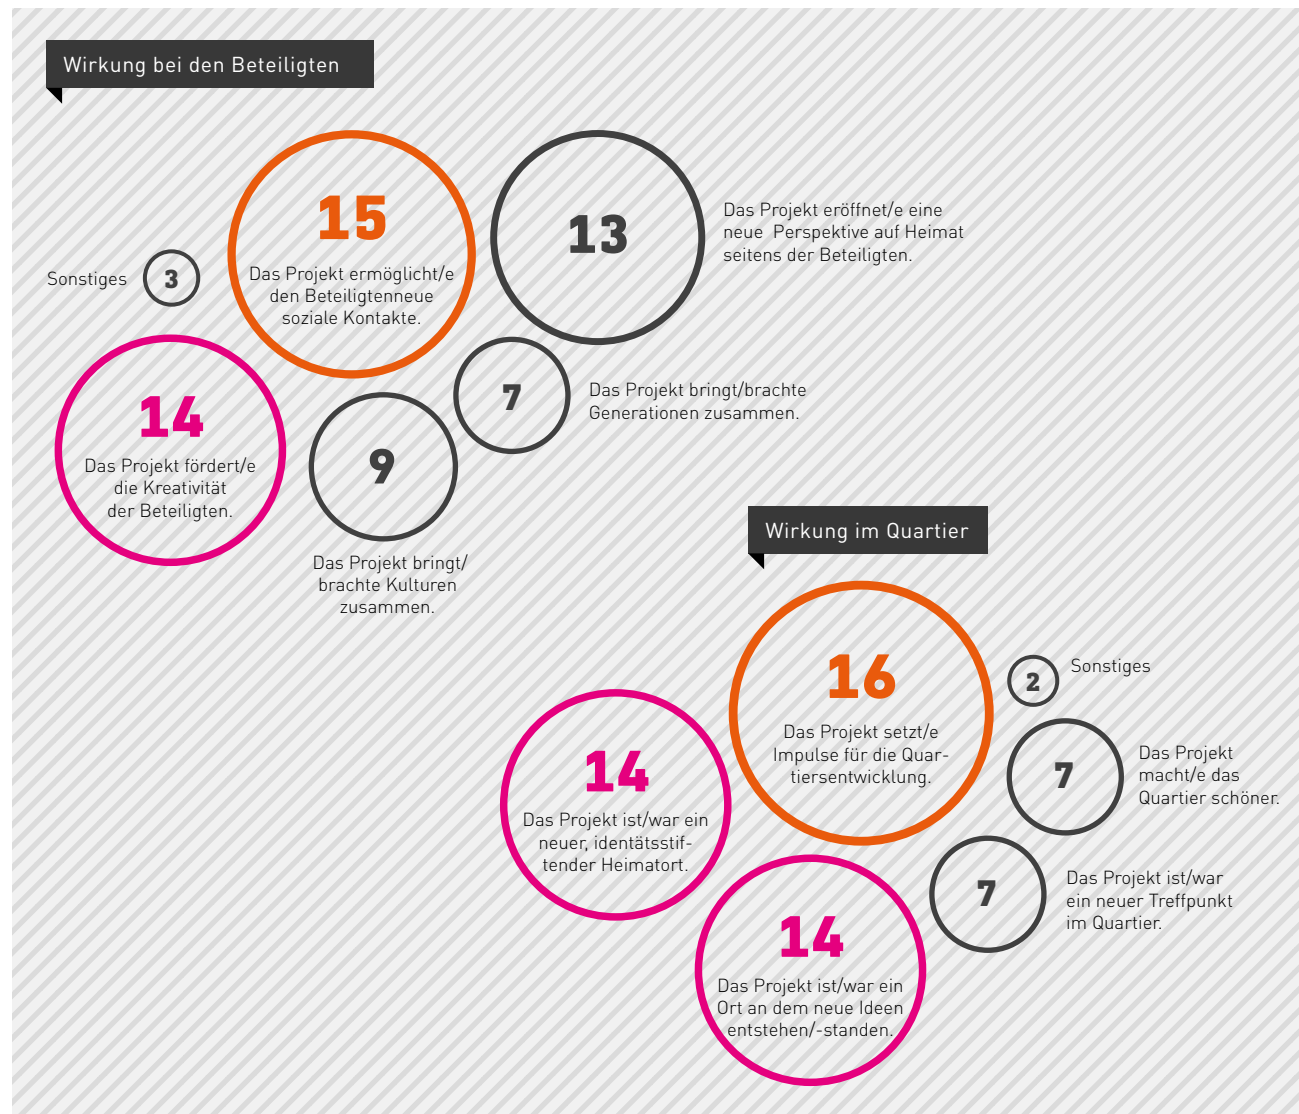 Wirkung bei den Beteiligten
15
Das Projekt ermöglicht/e
den Beteiligtenneue
soziale Kontakte.
13
Das Projekt eröffnet/e eine
neue Perspektive auf Heimat
seitens der Beteiligten.
Sonstiges
3
14
Das Projekt fördert/e
die Kreativität
der Beteiligten.
9
Das Projekt bringt/
brachte Kulturen
zusammen.
7
Das Projekt bringt/brachte
Generationen zusammen.
Wirkung im Quartier
16
Das Projekt setzt/e
Impulse für die Quar-
tiersentwicklung.
2
Sonstiges
14
Das Projekt ist/war ein
neuer, identätsstif-
tender Heimatort.
7
Das Projekt
macht/e das
Quartier schöner.
7
Das Projekt ist/war
ein neuer Treffpunkt
im Quartier.
14
Das Projekt ist/war ein
Ort an dem neue Ideen
entstehen/-standen.